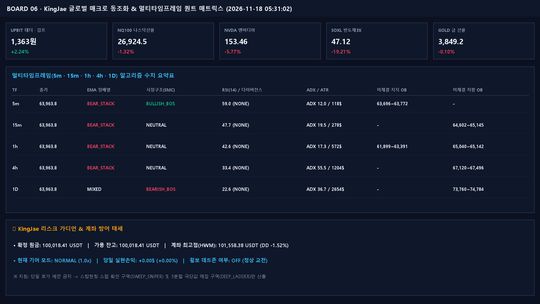 BOARD 06 · KingJae 글로벌 매크로 동조화 & 멀티타임프레임 퀀트 매트릭스 (2026-11-18 05:31:02)
UPBIT 테더 · 김프
1,363원
+2.24%
NQ100 나스닥선물
26,924.5
-1.32%
NVDA 엔비디아
153.46
-5.77%
SOXL 반도체3X
47.12
-19.21%
GOLD 금 선물
3,849.2
-0.10%
멀티타임프레임(5m · 15m · 1h · 4h · 1D) 알고리즘 수치 요약표
TF 종가 EMA 정배열 시장구조(SMC) RSI(14) / 다이버전스 ADX / ATR 미체결 지지 OB 미체결 저항 OB
5m 63,963.8 BEAR_STACK BULLISH_BOS 59.0 (NONE) ADX 12.0 / 118$ 63,696~63,772 -
15m 63,963.8 BEAR_STACK NEUTRAL 47.7 (NONE) ADX 19.5 / 278$ - 64,602~65,145
1h 63,963.8 BEAR_STACK NEUTRAL 42.6 (NONE) ADX 17.3 / 572$ 61,899~63,391 65,040~65,142
4h 63,963.8 BEAR_STACK NEUTRAL 33.4 (NONE) ADX 55.5 / 1204$ - 67,120~67,496
1D 63,963.8 MIXED BEARISH_BOS 22.6 (NONE) ADX 36.7 / 2654$ - 73,760~74,784
KingJae 리스크 가디언 & 계좌 방어 태세
• 확정 원금: 100,018.41 USDT | 가용 잔고: 100,018.41 USDT | 계좌 최고점(HWM): 101,558.38 USDT (DD -1.52%)
• 현재 기어 모드: NORMAL (1.0x) | 당일 실현손익: +0.00$ (+0.00%) | 킬포 데드존 여부: OFF (정상 교전)